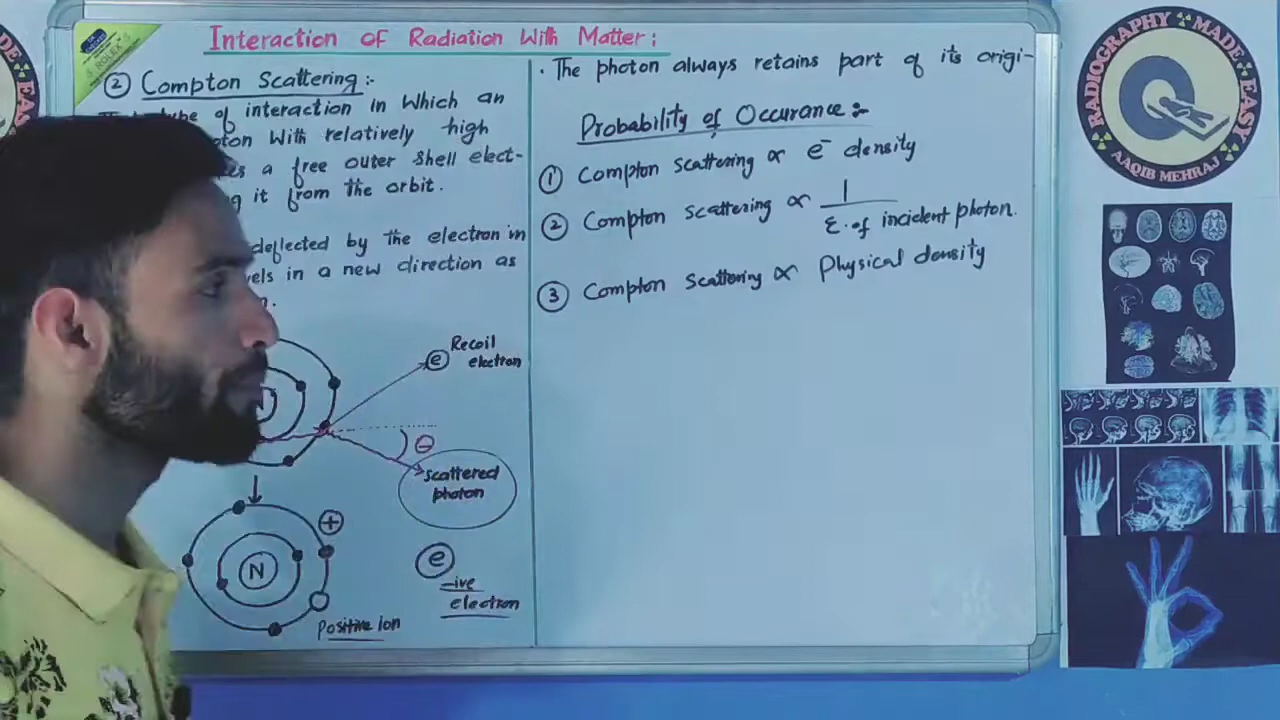 Interaction Of Radiation With Matter:
② Compton Scattering:-
of interaction in which an
with relatively high
a free outer shell elect-
it from the orbit.
deflected by the electron in
in a new direction as
Recoil
electron
e
θ
Scattered
photon
N
+
e
-ive
electron
Positive ion
· The photon always retains part of its origi-
Probability of Occurance:-
① Compton Scattering ∝ e⁻ density
② Compton Scattering ∝ 1
Ɛ. of incident photon.
③ Compton Scattering ∝ Physical density
RADIOGRAPHY MADE EASY
AAQIB MEHRAJ